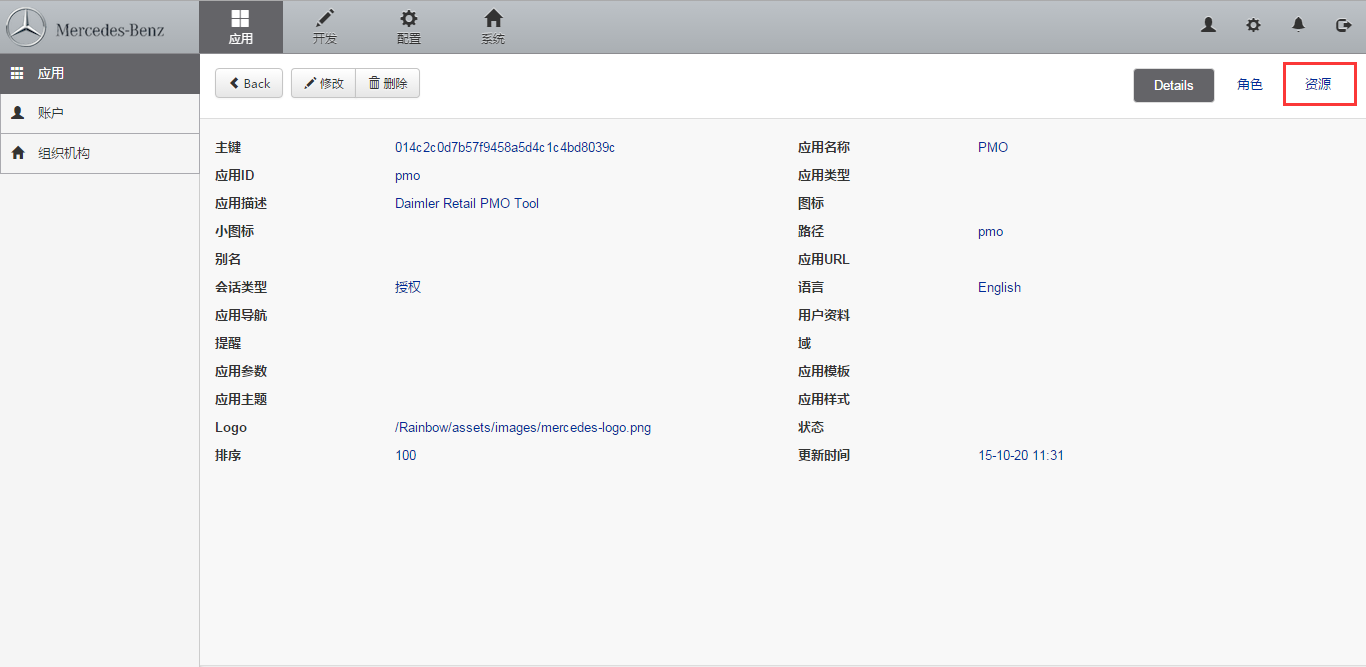 Mercedes-Benz
应用
开发
配置
系统
应用
账户
组织机构
Back
修改
删除
Details
角色
资源
主键 014c2c0d7b57f9458a5d4c1c4bd8039c 应用名称 PMO
应用ID pmo 应用类型
应用描述 Daimler Retail PMO Tool 图标
小图标 路径 pmo
别名 应用URL
会话类型 授权 语言 English
应用导航 用户资料
提醒 域
应用参数 应用模板
应用主题 应用样式
Logo /Rainbow/assets/images/mercedes-logo.png 状态
排序 100 更新时间 15-10-20 11:31